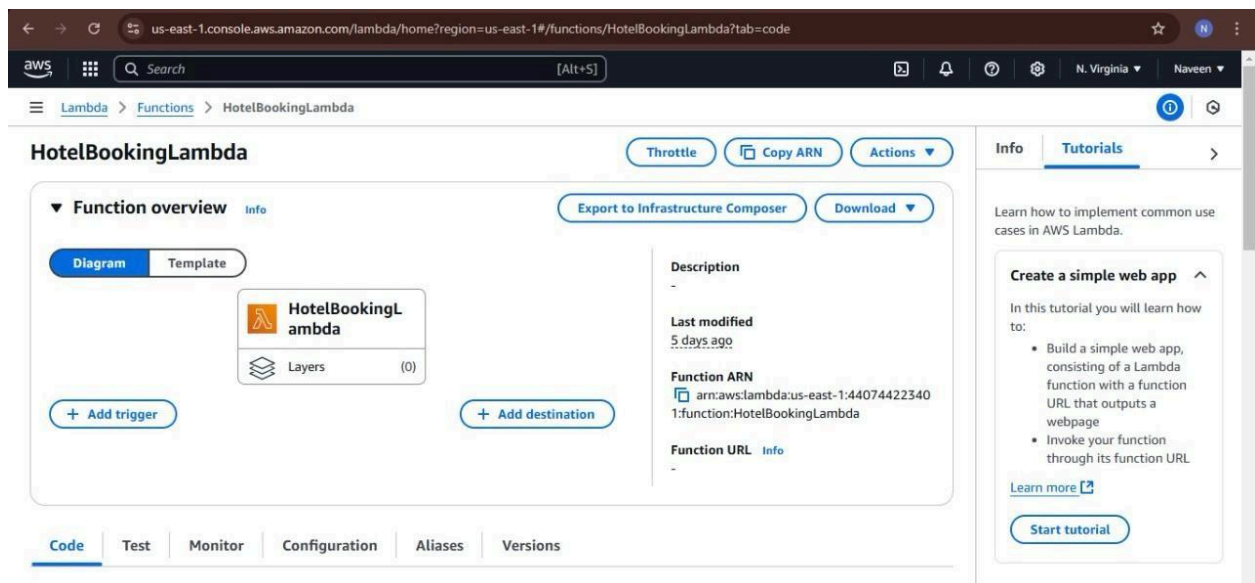 us-east-1.console.aws.amazon.com/lambda/home?region=us-east-1#/functions/HotelBookingLambda?tab=code
N
aws
Search
[Alt+S]
N. Virginia ▼
Naveen ▼
Lambda > Functions > HotelBookingLambda
HotelBookingLambda
Throttle
Copy ARN
Actions ▼
▼ Function overview Info
Export to Infrastructure Composer
Download ▼
Diagram
Template
HotelBookingL
ambda
Layers (0)
+ Add trigger
+ Add destination
Description
-
Last modified
5 days ago
Function ARN
arn:aws:lambda:us-east-1:44074422340
1:function:HotelBookingLambda
Function URL Info
-
Code
Test
Monitor
Configuration
Aliases
Versions
Info
Tutorials
Learn how to implement common use
cases in AWS Lambda.
Create a simple web app
In this tutorial you will learn how
to:
• Build a simple web app,
consisting of a Lambda
function with a function
URL that outputs a
webpage
• Invoke your function
through its function URL
Learn more
Start tutorial